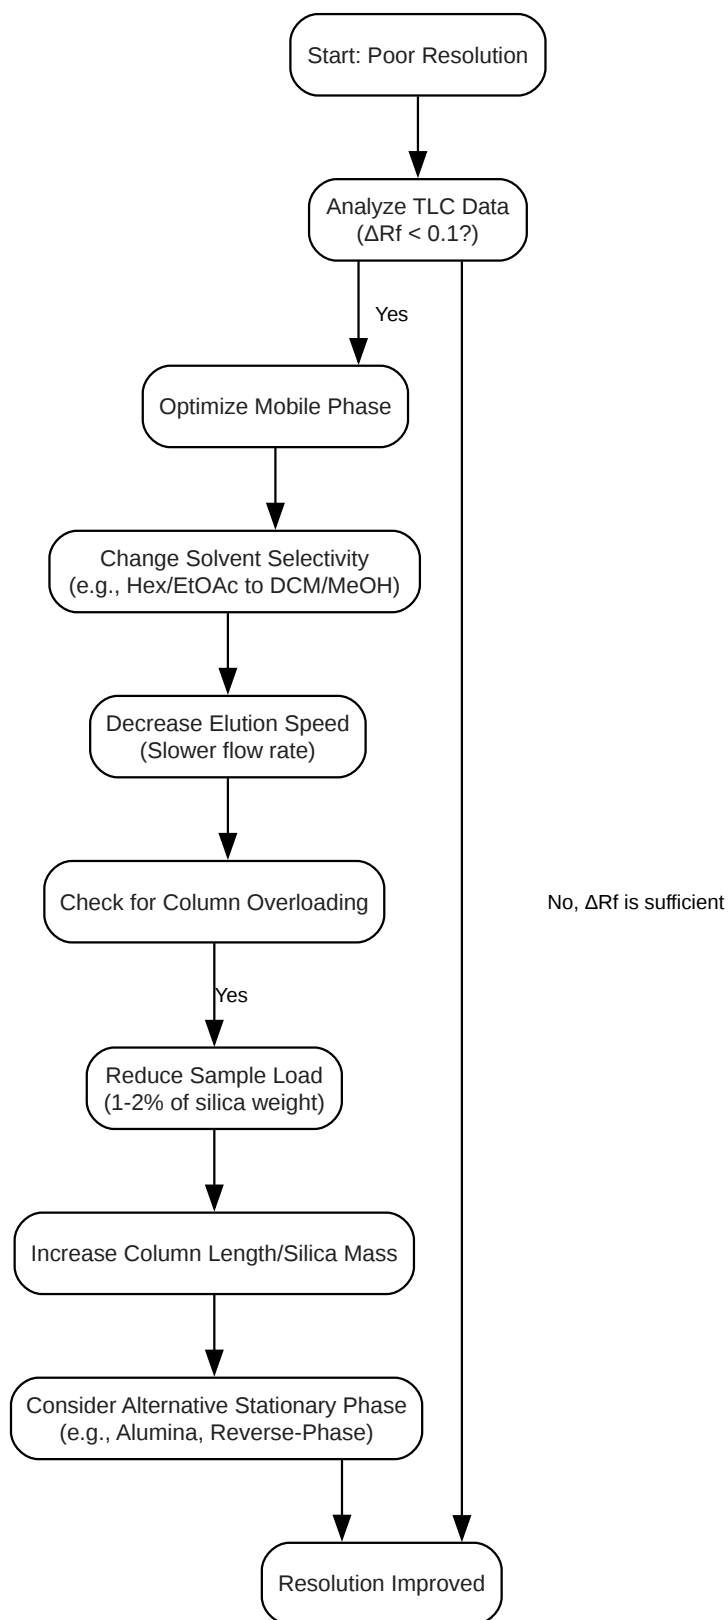 Start: Poor Resolution
Analyze TLC Data
(ΔRf < 0.1?)
Yes
Optimize Mobile Phase
Change Solvent Selectivity
(e.g., Hex/EtOAc to DCM/MeOH)
Decrease Elution Speed
(Slower flow rate)
Check for Column Overloading
No, ΔRf is sufficient
Yes
Reduce Sample Load
(1-2% of silica weight)
Increase Column Length/Silica Mass
Consider Alternative Stationary Phase
(e.g., Alumina, Reverse-Phase)
Resolution Improved